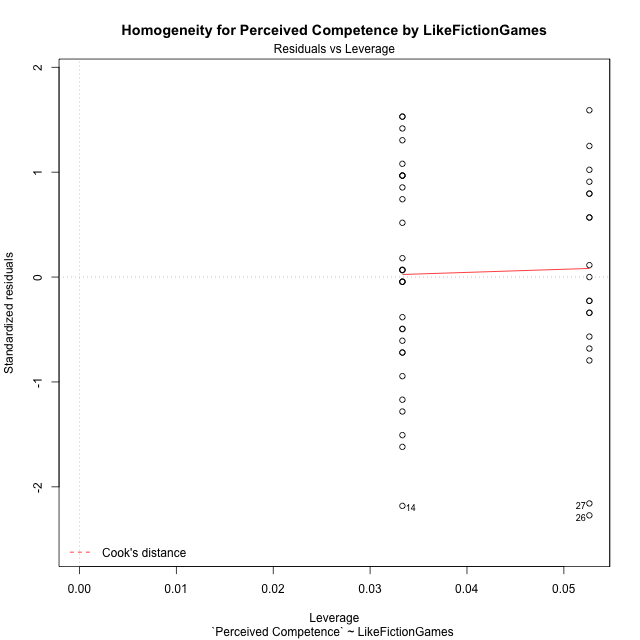 Homogeneity for Perceived Competence by LikeFictionGames
Residuals vs Leverage
2
1
0
-1
-2
Standardized residuals
14
27
26
Cook's distance
0.00 0.01 0.02 0.03 0.04 0.05
Leverage
`Perceived Competence` ~ LikeFictionGames